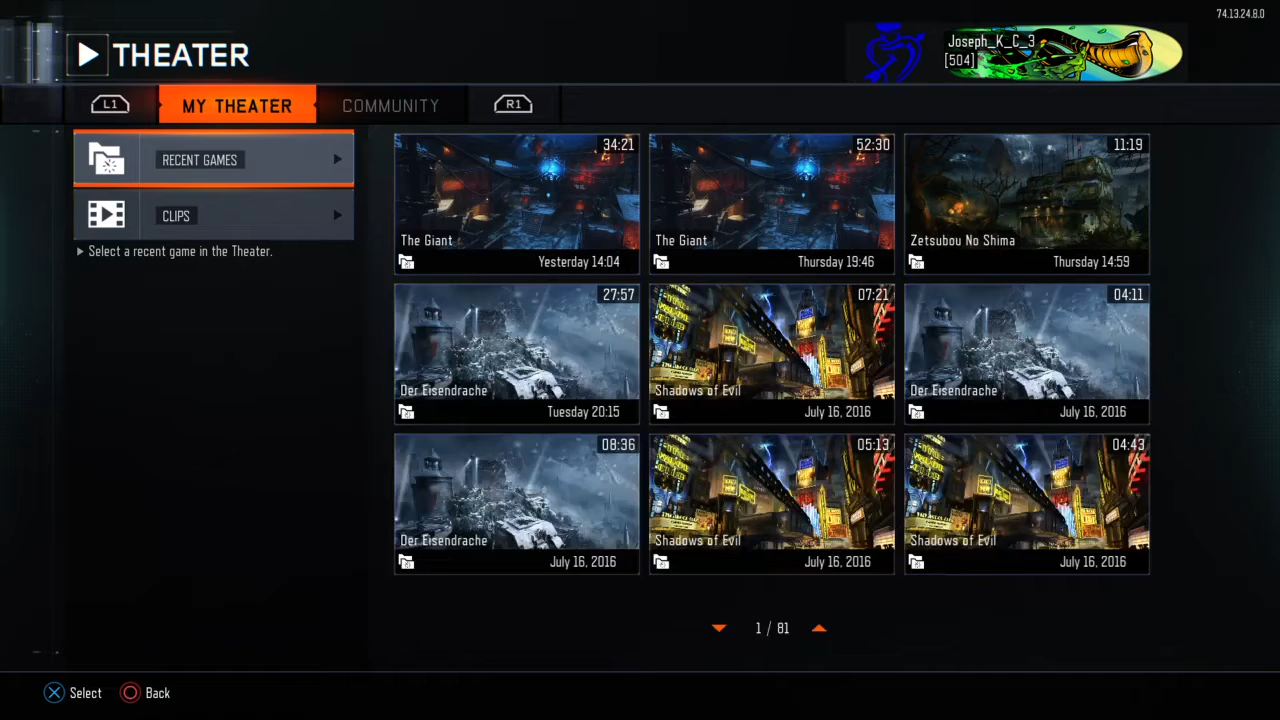 74.13.24.8.0
THEATER
Joseph_K_C_3
[504]
L1
MY THEATER
COMMUNITY
R1
RECENT GAMES
CLIPS
Select a recent game in the Theater.
34:21
The Giant
Yesterday 14:04
52:30
The Giant
Thursday 19:46
11:19
Zetsubou No Shima
Thursday 14:59
27:57
Der Eisendrache
Tuesday 20:15
07:21
Shadows of Evil
July 16, 2016
04:11
Der Eisendrache
July 16, 2016
08:36
Der Eisendrache
July 16, 2016
05:13
Shadows of Evil
July 16, 2016
04:43
Shadows of Evil
July 16, 2016
1 / 81
Select
Back